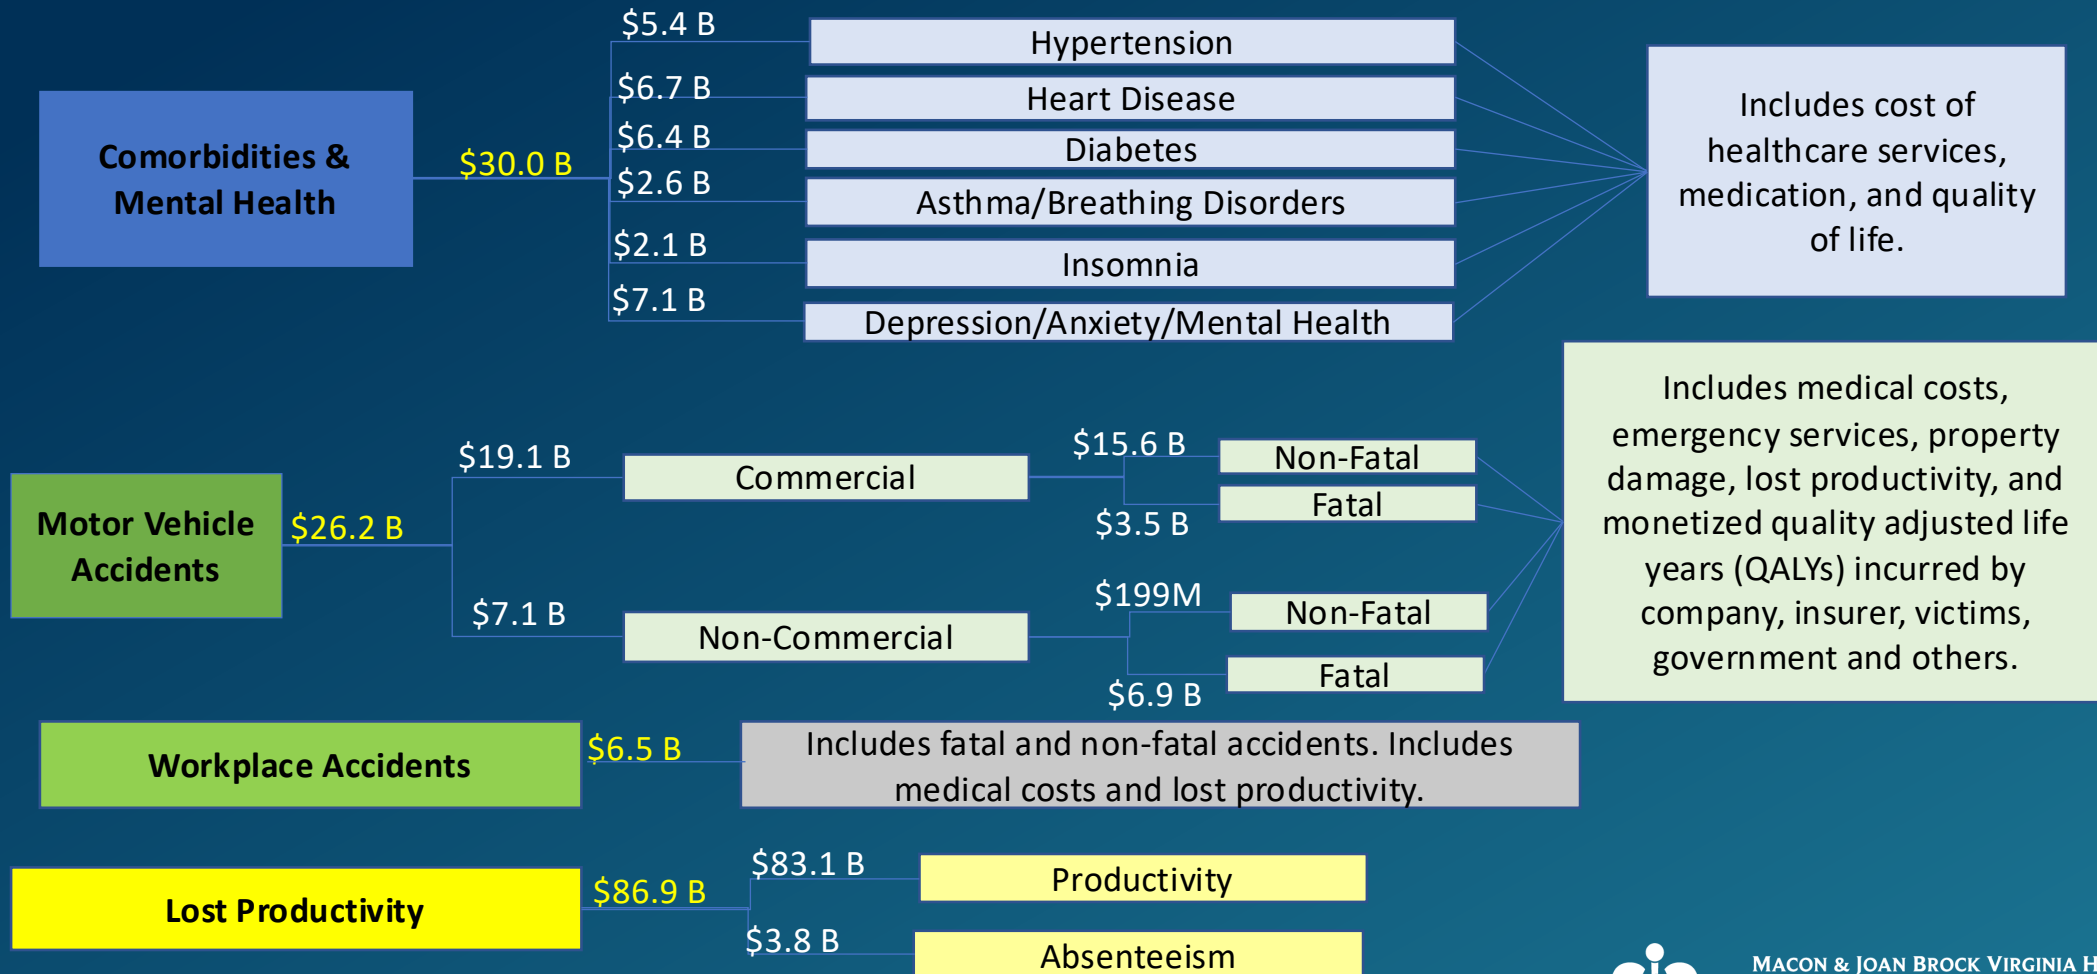 $5.4 B
Hypertension
$6.7 B
Heart Disease
$6.4 B
Diabetes
Comorbidities &
Mental Health
$30.0 B
$2.6 B
Asthma/Breathing Disorders
$2.1 B
Insomnia
$7.1 B
Depression/Anxiety/Mental Health
Includes cost of
healthcare services,
medication, and quality
of life.
Motor Vehicle
Accidents
$26.2 B
$19.1 B
Commercial
$15.6 B
Non-Fatal
Fatal
$3.5 B
$7.1 B
Non-Commercial
$199M
Non-Fatal
Fatal
$6.9 B
Includes medical costs,
emergency services, property
damage, lost productivity, and
monetized quality adjusted life
years (QALYs) incurred by
company, insurer, victims,
government and others.
Workplace Accidents
$6.5 B
Includes fatal and non-fatal accidents. Includes
medical costs and lost productivity.
Lost Productivity
$86.9 B
$83.1 B
Productivity
$3.8 B
Absenteeism
MACON & JOAN BROCK VIRGINIA H